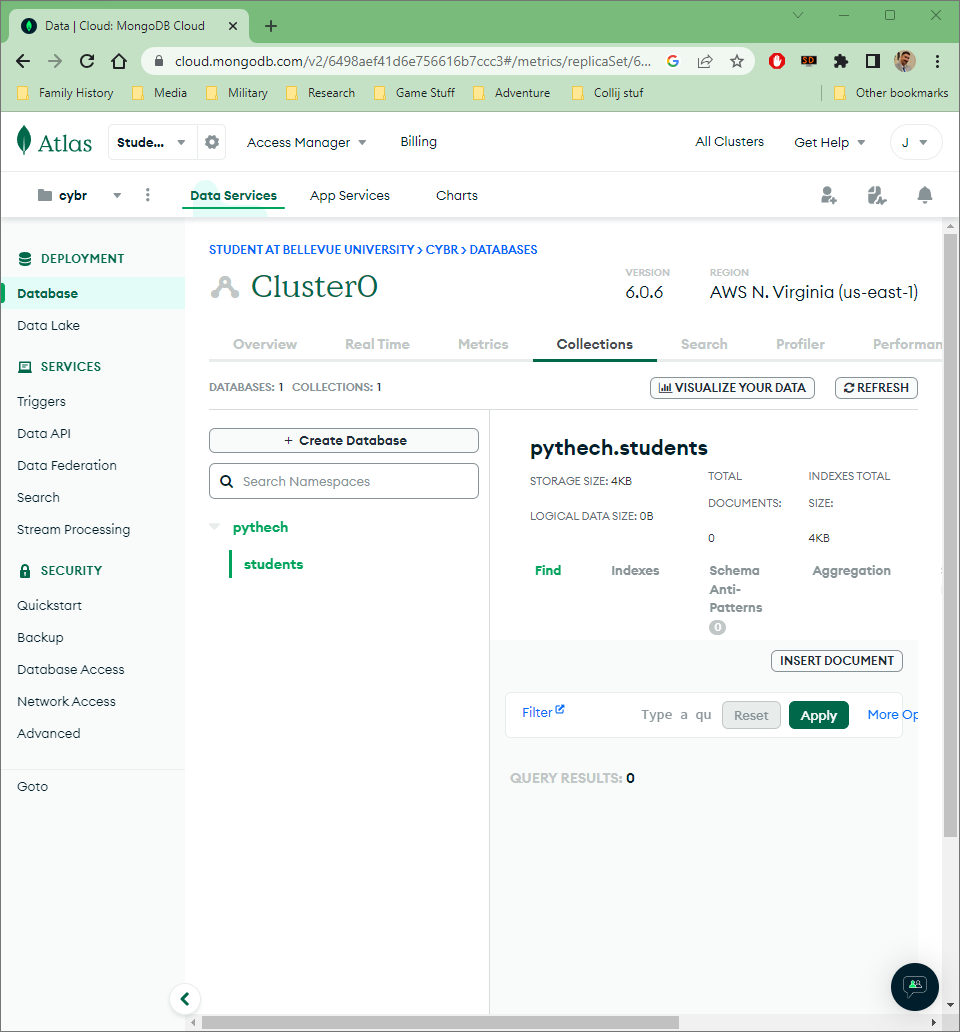 Data | Cloud: MongoDB Cloud
cloud.mongodb.com/v2/6498aef41d6e756616b7ccc3#/metrics/replicaSet/6...
Family History Media Military Research Game Stuff Adventure Collij stuf Other bookmarks
Atlas Stude... Access Manager Billing All Clusters Get Help J
cybr Data Services App Services Charts
DEPLOYMENT
Database
Data Lake
SERVICES
Triggers
Data API
Data Federation
Search
Stream Processing
SECURITY
Quickstart
Backup
Database Access
Network Access
Advanced
Goto
STUDENT AT BELLEVUE UNIVERSITY > CYBR > DATABASES
Cluster0
VERSION
6.0.6
REGION
AWS N. Virginia (us-east-1)
Overview Real Time Metrics Collections Search Profiler Performan
DATABASES: 1 COLLECTIONS: 1
VISUALIZE YOUR DATA
REFRESH
+ Create Database
Search Namespaces
pythech
students
pythech.students
STORAGE SIZE: 4KB
LOGICAL DATA SIZE: 0B
TOTAL
DOCUMENTS:
0
INDEXES TOTAL
SIZE:
4KB
Find
Indexes
Schema
Anti-
Patterns
0
Aggregation
INSERT DOCUMENT
Filter Type a qu Reset Apply More Op
QUERY RESULTS: 0